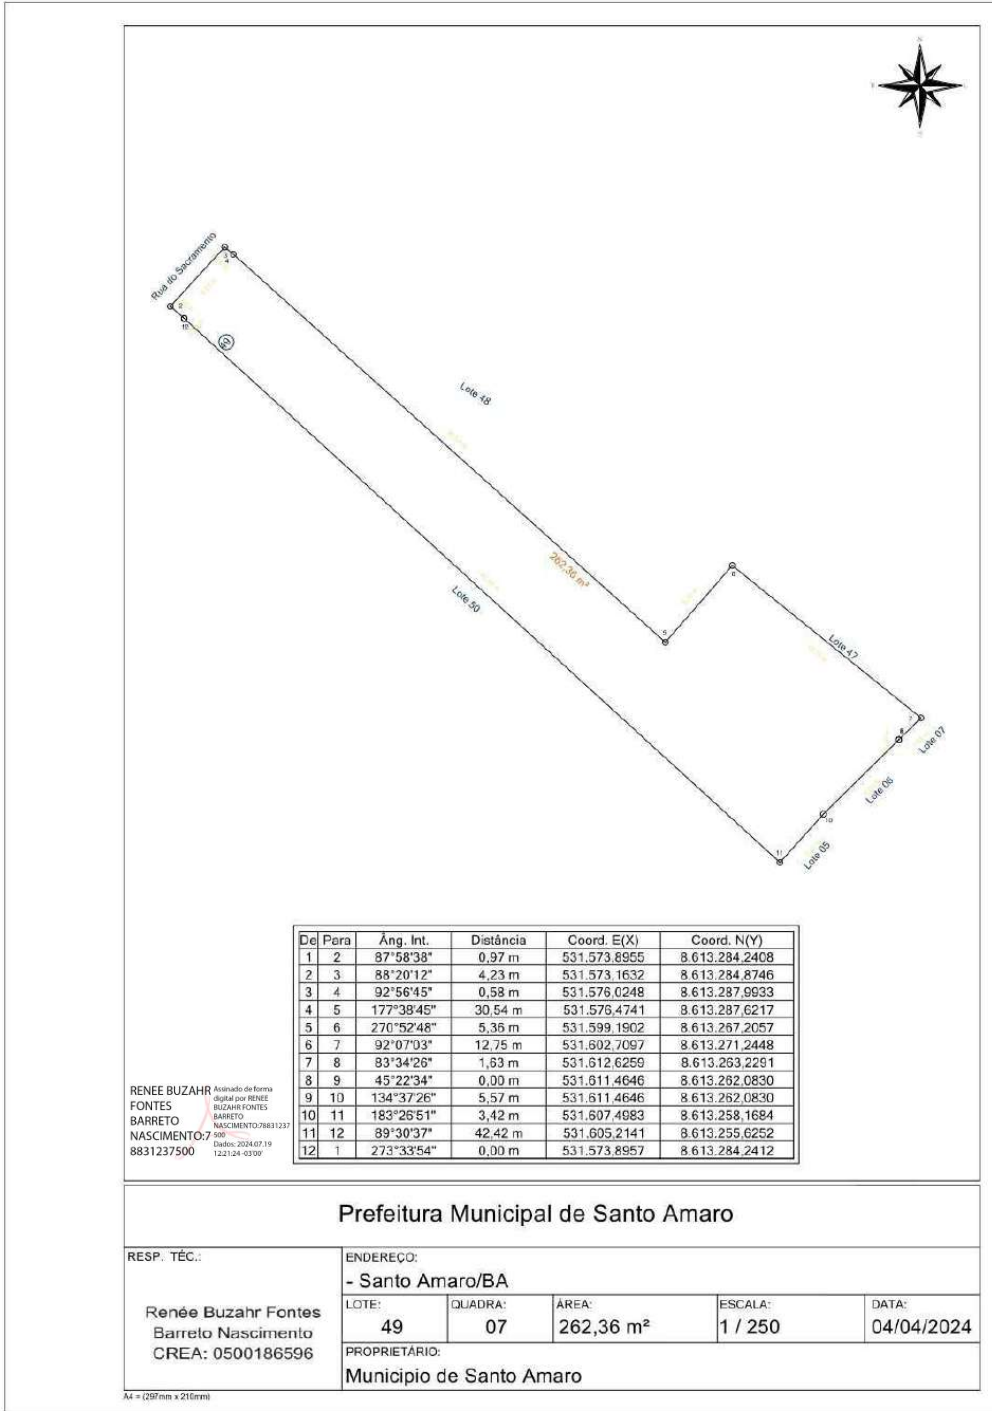 N
Rua do Sacramento
3
4
2
12
49
Lote 48
262,36 m²
Lote 50
5
6
Lote 47
7
8
Lote 07
Lote 06
10
Lote 05
11
De Para Âng. Int. Distância Coord. E(X) Coord. N(Y)
1 2 87°58'38" 0,97 m 531.573,8955 8.613.284,2408
2 3 88°20'12" 4,23 m 531.573,1632 8.613.284,8746
3 4 92°56'45" 0,58 m 531.576,0248 8.613.287,9933
4 5 177°38'45" 30,54 m 531.576,4741 8.613.287,6217
5 6 270°52'48" 5,36 m 531.599,1902 8.613.267,2057
6 7 92°07'03" 12,75 m 531.602,7097 8.613.271,2448
7 8 83°34'26" 1,63 m 531.612,6259 8.613.263,2291
8 9 45°22'34" 0,00 m 531.611,4646 8.613.262,0830
9 10 134°37'26" 5,57 m 531.611,4646 8.613.262,0830
10 11 183°26'51" 3,42 m 531.607,4983 8.613.258,1684
11 12 89°30'37" 42,42 m 531.605,2141 8.613.255,6252
12 1 273°33'54" 0,00 m 531.573,8957 8.613.284,2412
RENEE BUZAHR
FONTES
BARRETO
NASCIMENTO:7
8831237500
Assinado de forma
digital por RENEE
BUZAHR FONTES
BARRETO
NASCIMENTO:78831237
500
Dados: 2024.07.19
12:21:24 -03'00'
Prefeitura Municipal de Santo Amaro
RESP. TÉC.:
Renée Buzahr Fontes
Barreto Nascimento
CREA: 0500186596
ENDEREÇO:
- Santo Amaro/BA
LOTE: QUADRA: ÁREA: ESCALA: DATA:
49 07 262,36 m² 1 / 250 04/04/2024
PROPRIETÁRIO:
Municipio de Santo Amaro
A4 = (297mm x 210mm)